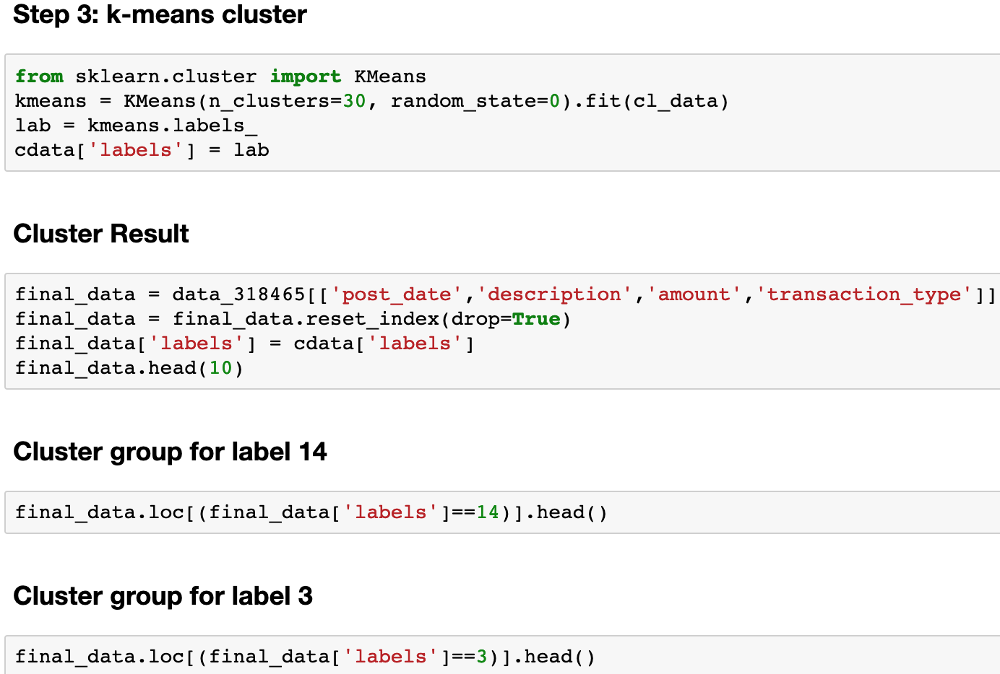 Step 3: k-means cluster
from sklearn.cluster import KMeans
kmeans = KMeans(n_clusters=30, random_state=0).fit(cl_data)
lab = kmeans.labels_
cdata['labels'] = lab
Cluster Result
final_data = data_318465[['post_date','description','amount','transaction_type']]
final_data = final_data.reset_index(drop=True)
final_data['labels'] = cdata['labels']
final_data.head(10)
Cluster group for label 14
final_data.loc[(final_data['labels']==14)].head()
Cluster group for label 3
final_data.loc[(final_data['labels']==3)].head()